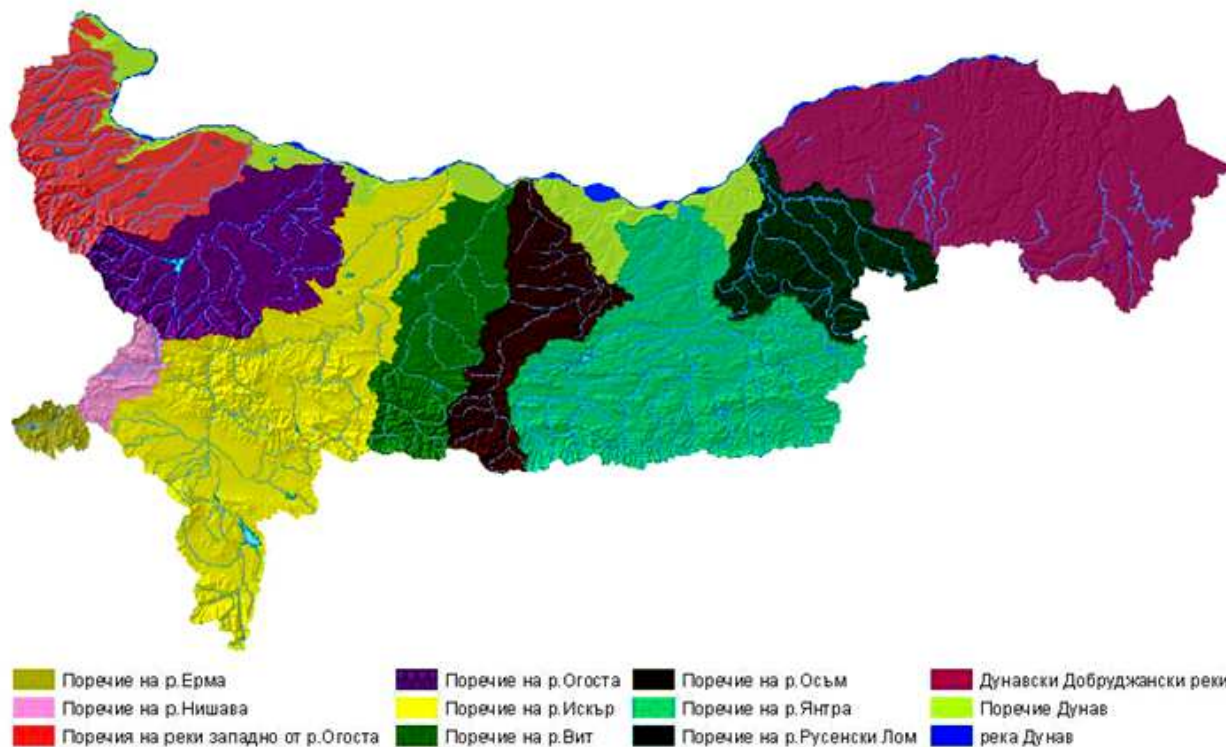 Поречие на р.Ерма
Поречие на р.Нишава
Поречия на реки западно от р.Огоста
Поречие на р.Огоста
Поречие на р.Искър
Поречие на р.Вит
Поречие на р.Осъм
Поречие на р.Янтра
Поречие на р.Русенски Лом
Дунавски Добруджански реки
Поречие Дунав
река Дунав